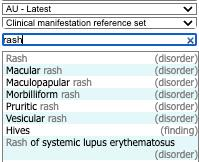 AU - Latest
Clinical manifestation reference set
rash
Rash (disorder)
Macular rash (disorder)
Maculopapular rash (disorder)
Morbilliform rash (disorder)
Pruritic rash (disorder)
Vesicular rash (disorder)
Hives (finding)
Rash of systemic lupus erythematosus
(disorder)